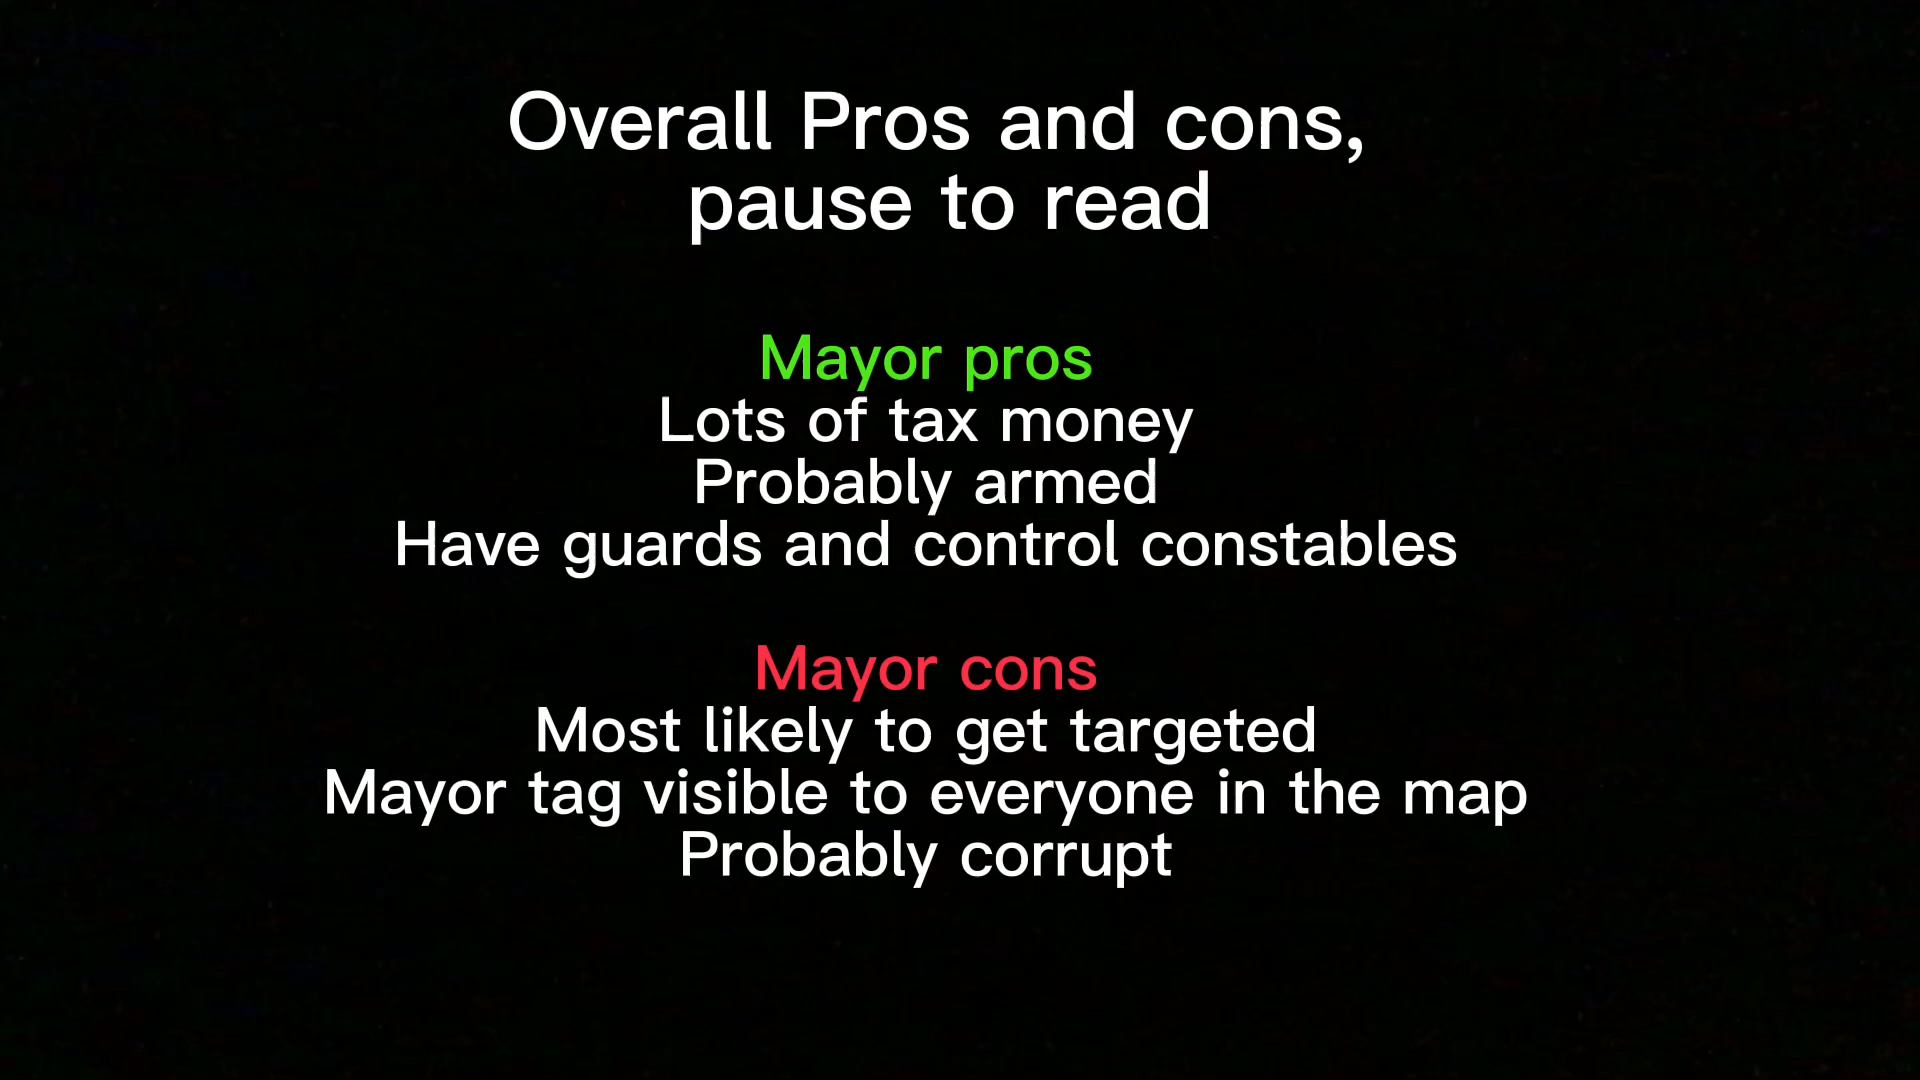 Overall Pros and cons,
pause to read
Mayor pros
Lots of tax money
Probably armed
Have guards and control constables
Mayor cons
Most likely to get targeted
Mayor tag visible to everyone in the map
Probably corrupt